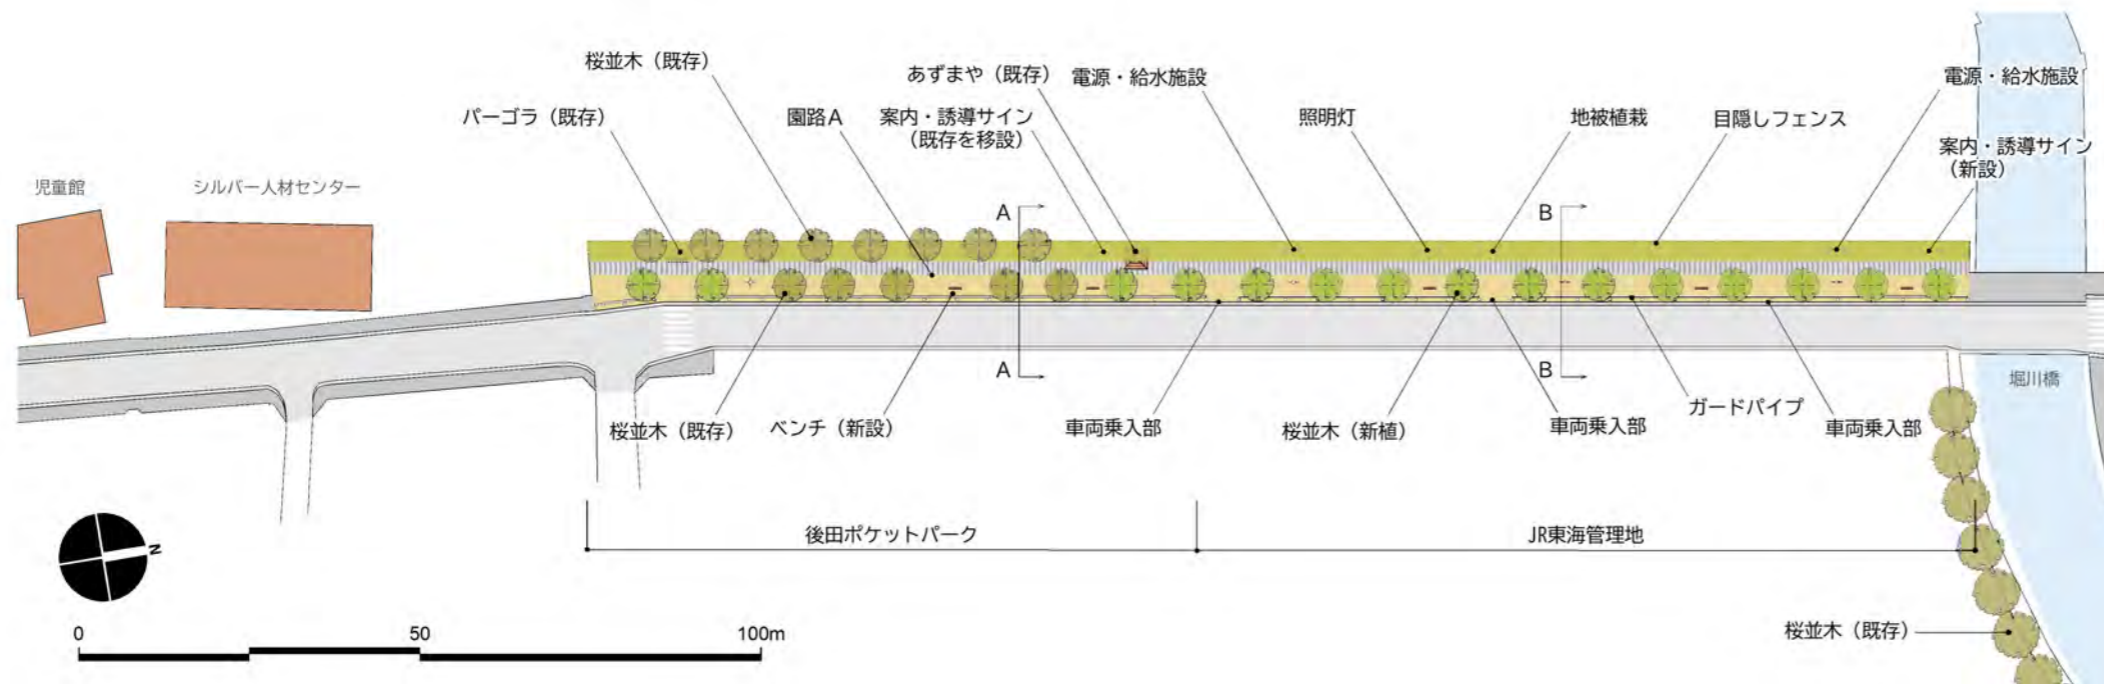 桜並木（既存）
あずまや（既存）
電源・給水施設
電源・給水施設
パーゴラ（既存）
園路A
案内・誘導サイン
（既存を移設）
照明灯
地被植栽
目隠しフェンス
案内・誘導サイン
（新設）
児童館
シルバー人材センター
A
B
A
B
堀川橋
桜並木（既存）
ベンチ（新設）
車両乗入部
桜並木（新植）
車両乗入部
ガードパイプ
車両乗入部
後田ポケットパーク
JR東海管理地
N
桜並木（既存）
0
50
100m